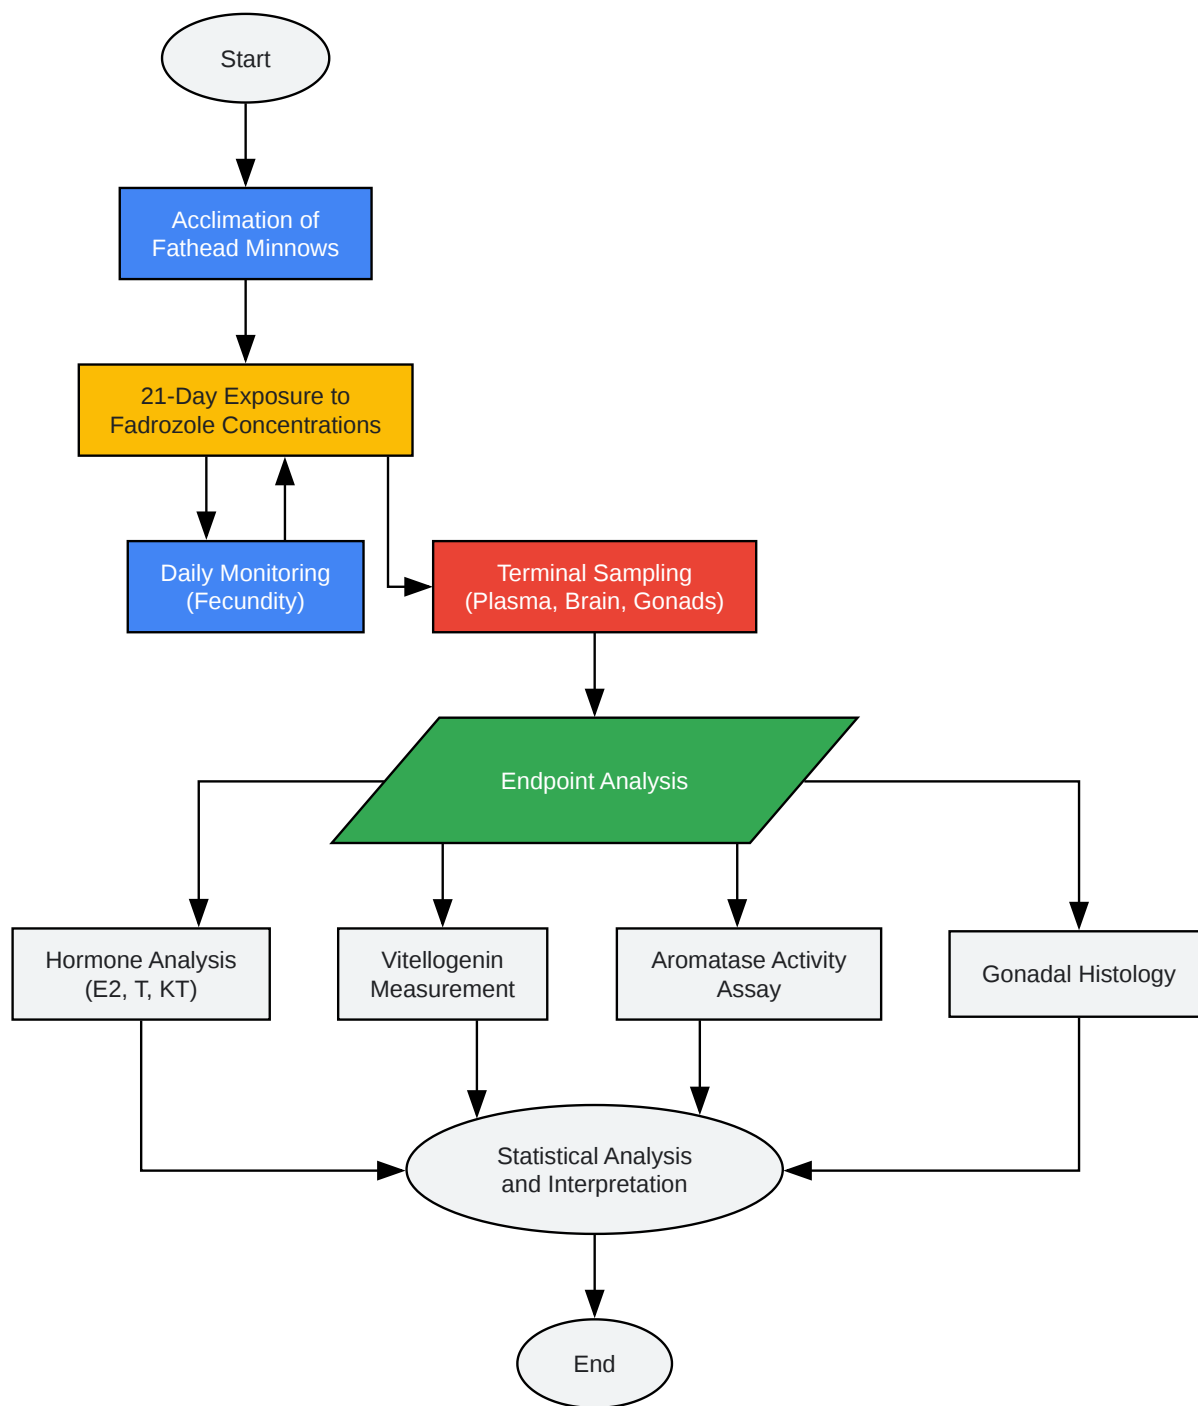 Start
Acclimation of
Fathead Minnows
21-Day Exposure to
Fadrozole Concentrations
Daily Monitoring
(Fecundity)
Terminal Sampling
(Plasma, Brain, Gonads)
Endpoint Analysis
Hormone Analysis
(E2, T, KT)
Vitellogenin
Measurement
Aromatase Activity
Assay
Gonadal Histology
Statistical Analysis
and Interpretation
End